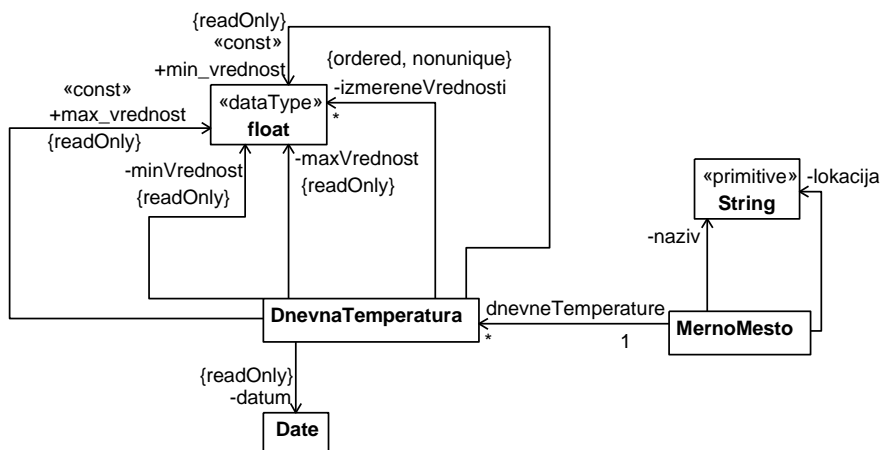 {readOnly}
«const»
+min_vrednost
{ordered, nonunique}
-izmereneVrednosti
*
«const»
+max_vrednost
{readOnly}
«dataType»
float
-minVrednost
{readOnly}
-maxVrednost
{readOnly}
«primitive»
String
-lokacija
-naziv
DnevnaTemperatura
dnevneTemperature
*
1
MernoMesto
{readOnly}
-datum
Date